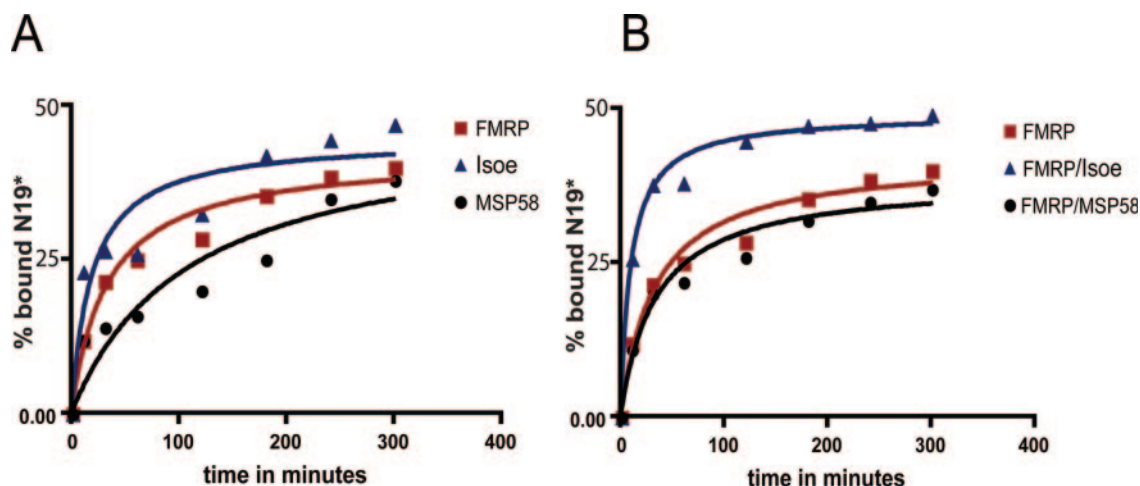 A
% bound N19*
50
25
0.00
0
100
200
300
400
time in minutes
FMRP
Isoe
MSP58
B
% bound N19*
50
25
0.00
0
100
200
300
400
time in minutes
FMRP
FMRP/Isoe
FMRP/MSP58